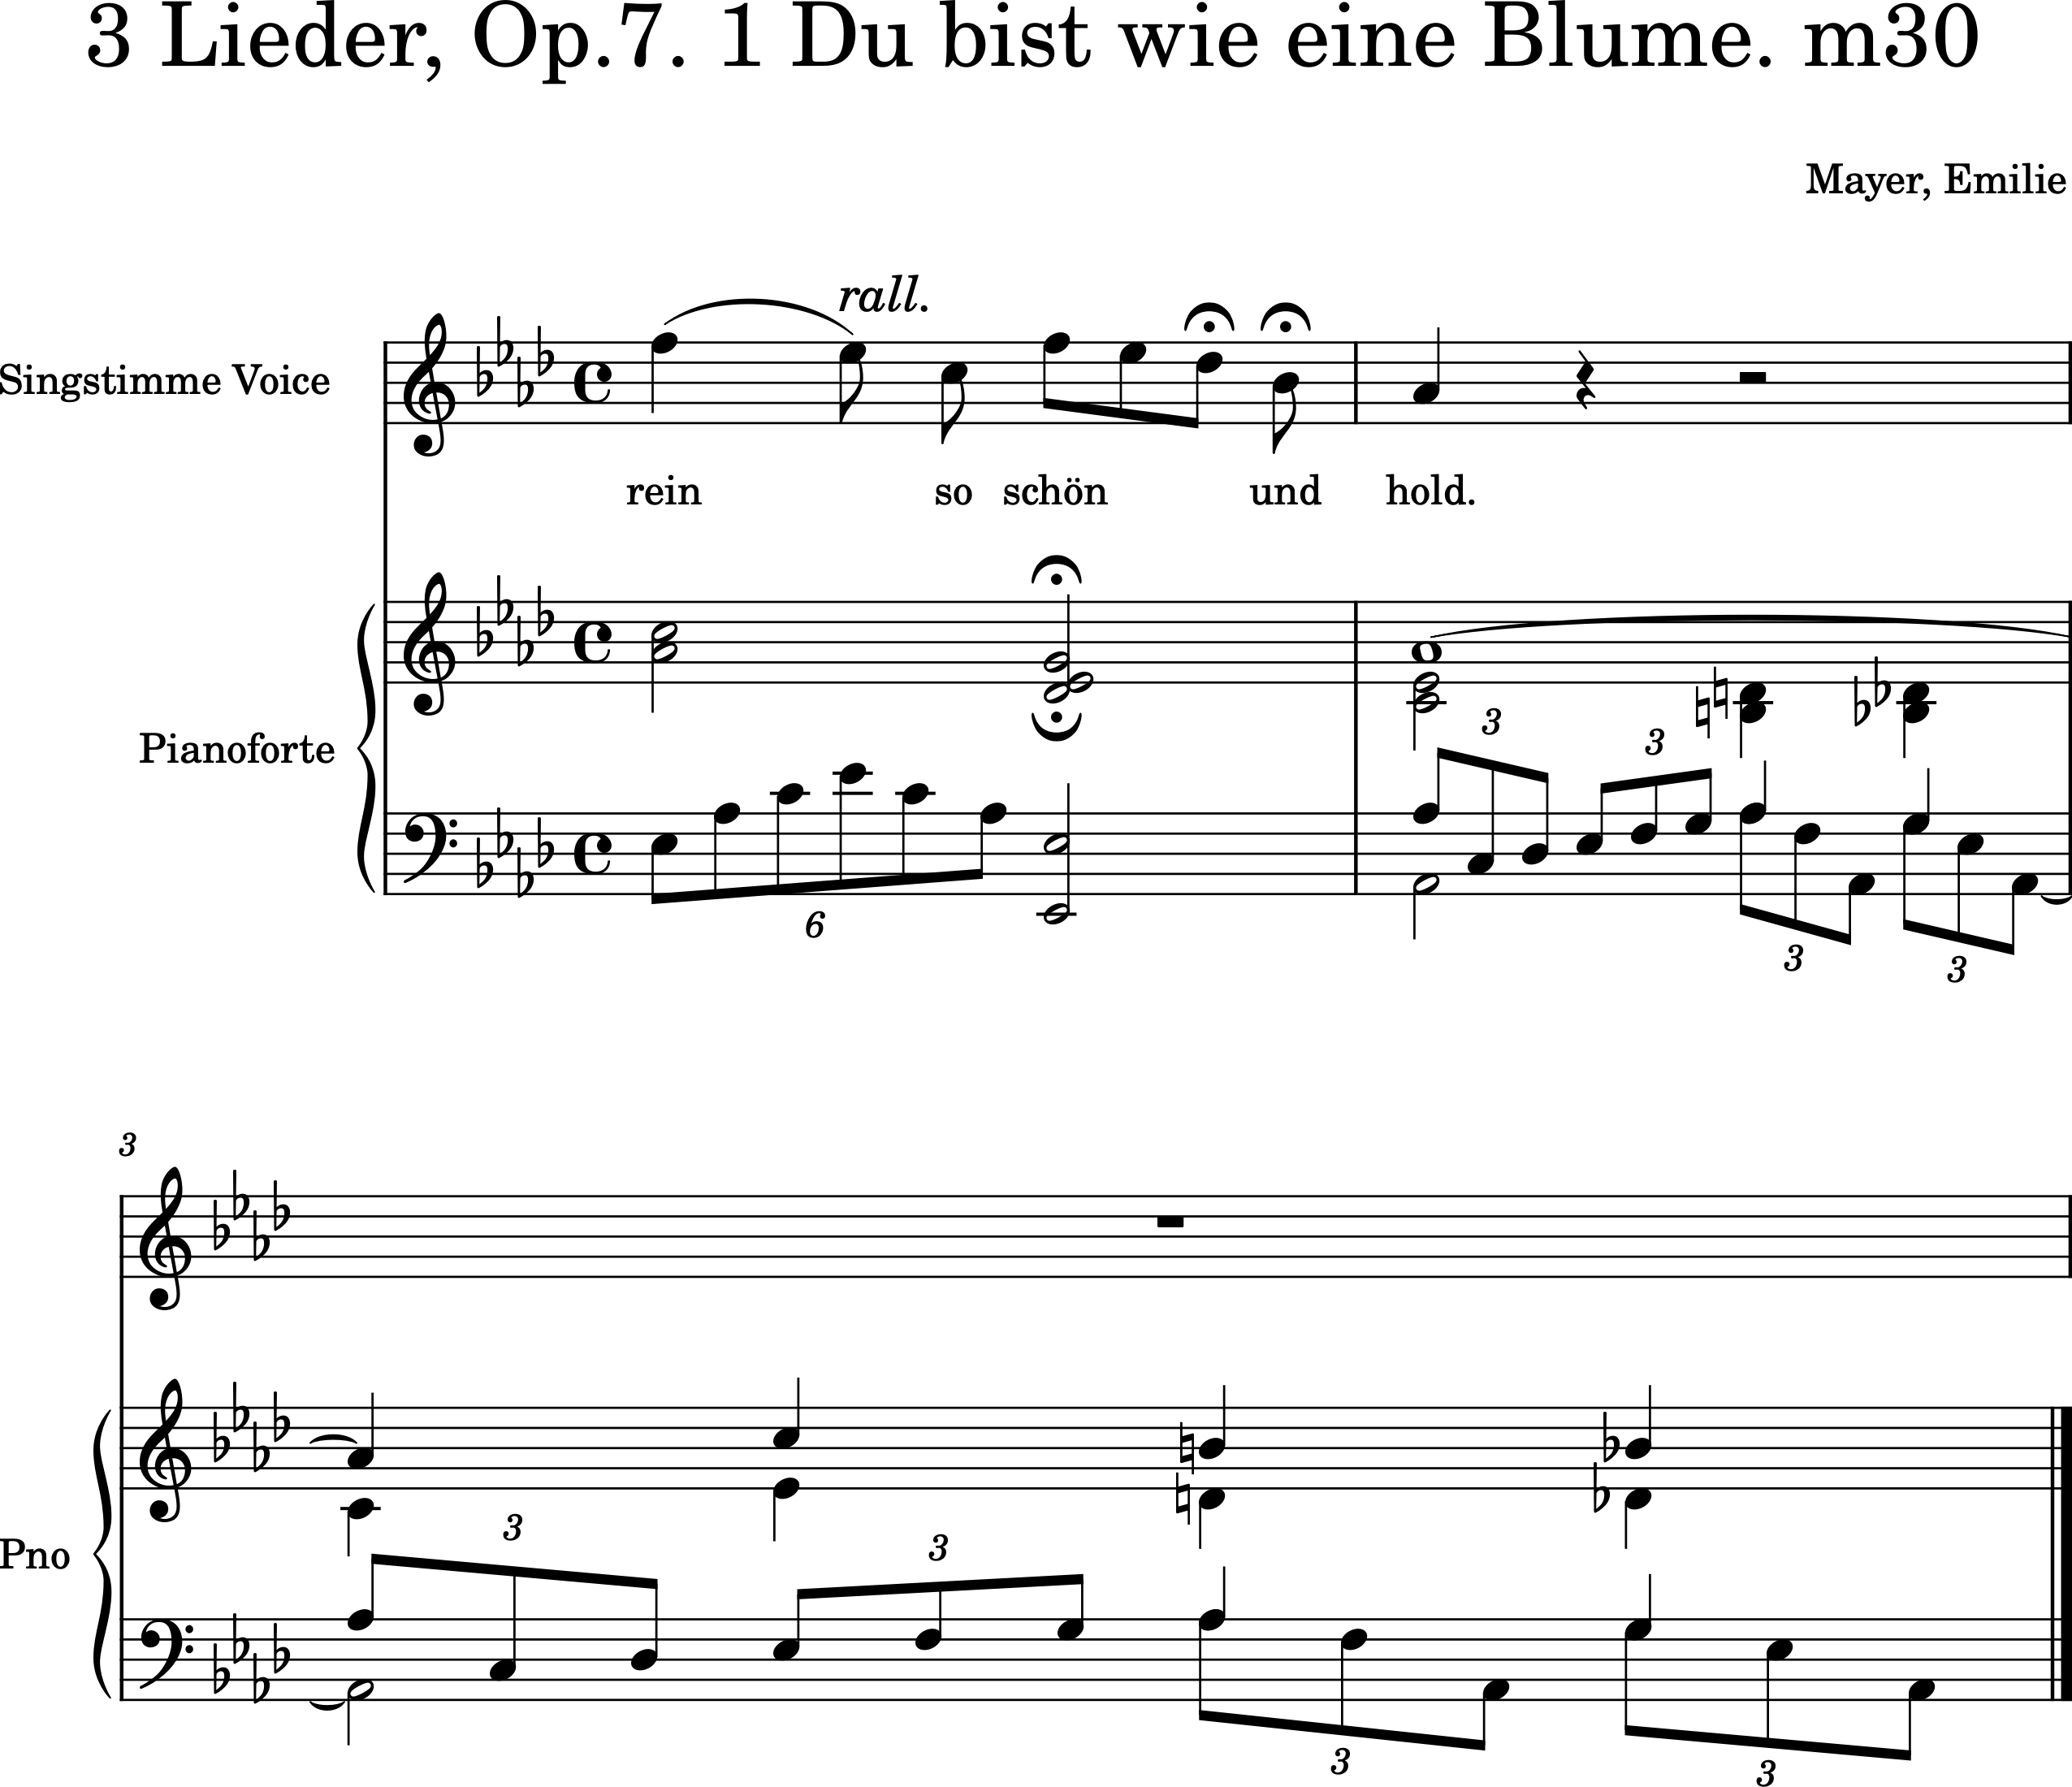 3 Lieder, Op.7. 1 Du bist wie eine Blume. m30
Mayer, Emilie
rall.
Singstimme Voice
rein so schön und hold.
3 3
Pianoforte
6 3 3
3
3 3
Pno
3 3